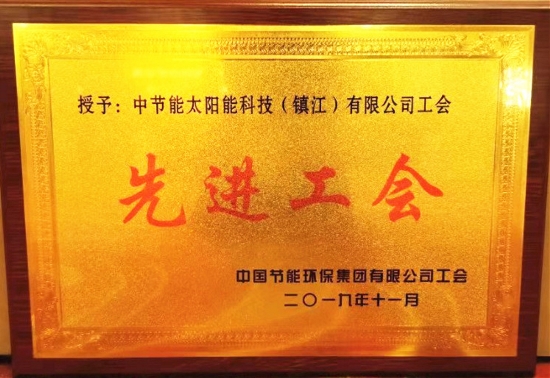 授予：中节能太阳能科技（镇江）有限公司工会
先进工会
中国节能环保集团有限公司工会
二〇一九年十一月